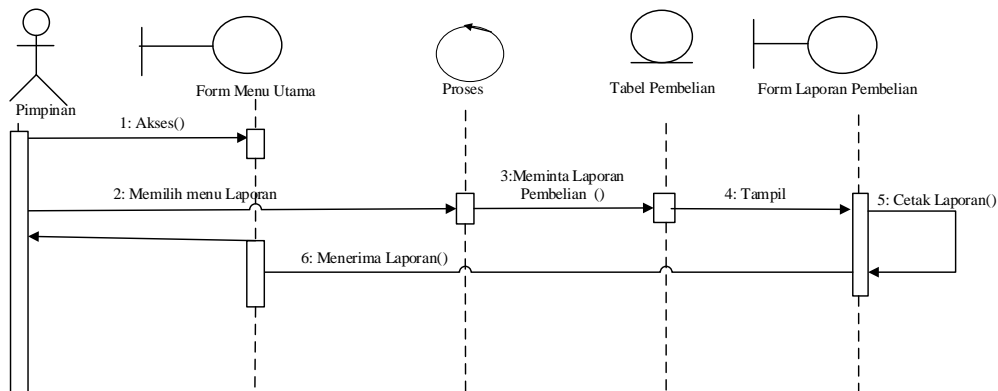 Pimpinan
Form Menu Utama
Proses
Tabel Pembelian
Form Laporan Pembelian
1: Akses()
2: Memilih menu Laporan
3:Meminta Laporan
Pembelian ()
4: Tampil
5: Cetak Laporan()
6: Menerima Laporan()